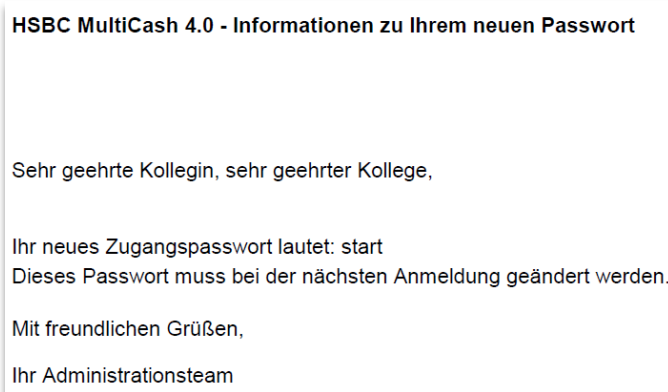 HSBC MultiCash 4.0 - Informationen zu Ihrem neuen Passwort
Sehr geehrte Kollegin, sehr geehrter Kollege,
Ihr neues Zugangspasswort lautet: start
Dieses Passwort muss bei der nächsten Anmeldung geändert werden.
Mit freundlichen Grüßen,
Ihr Administrationsteam